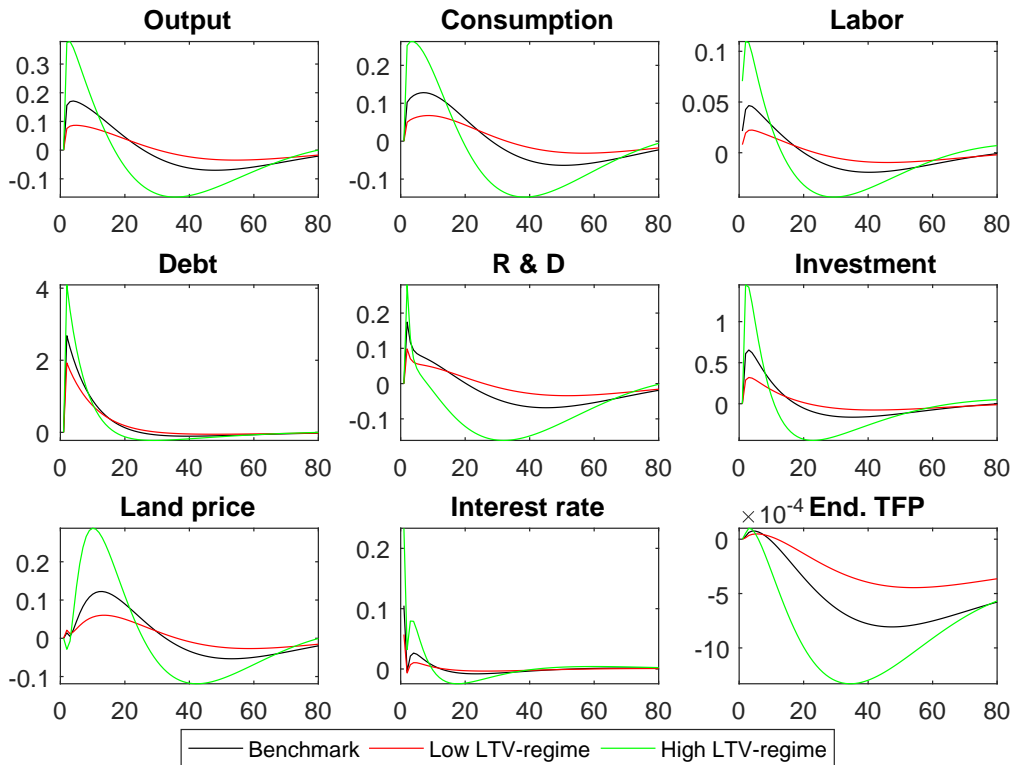 Output Consumption Labor
0.3
0.2
0.1
0
-0.1
0 20 40 60 80
0.2
0.1
0
-0.1
0 20 40 60 80
0.1
0.05
0
0 20 40 60 80
Debt R & D Investment
4
2
0
0 20 40 60 80
0.2
0.1
0
-0.1
0 20 40 60 80
1
0.5
0
0 20 40 60 80
Land price Interest rate End. TFP
0.2
0.1
0
-0.1
0 20 40 60 80
0.2
0.1
0
0 20 40 60 80
×10⁻⁴
0
-5
-10
0 20 40 60 80
Benchmark Low LTV-regime High LTV-regime